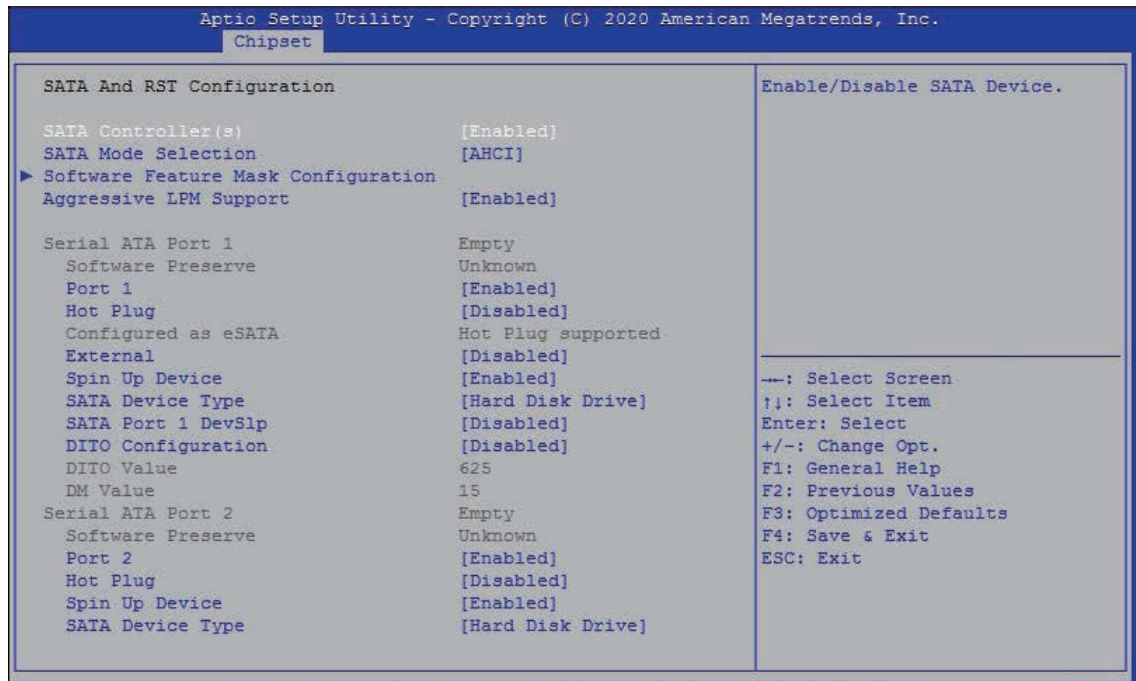 Aptio Setup Utility - Copyright (C) 2020 American Megatrends, Inc.
Chipset
SATA And RST Configuration
SATA Controller(s) [Enabled]
SATA Mode Selection [AHCI]
► Software Feature Mask Configuration
Aggressive LPM Support [Enabled]
Serial ATA Port 1 Empty
Software Preserve Unknown
Port 1 [Enabled]
Hot Plug [Disabled]
Configured as eSATA Hot Plug supported
External [Disabled]
Spin Up Device [Enabled]
SATA Device Type [Hard Disk Drive]
SATA Port 1 DevSlp [Disabled]
DITO Configuration [Disabled]
DITO Value 625
DM Value 15
Serial ATA Port 2 Empty
Software Preserve Unknown
Port 2 [Enabled]
Hot Plug [Disabled]
Spin Up Device [Enabled]
SATA Device Type [Hard Disk Drive]
Enable/Disable SATA Device.
→←: Select Screen
↑↓: Select Item
Enter: Select
+/-: Change Opt.
F1: General Help
F2: Previous Values
F3: Optimized Defaults
F4: Save & Exit
ESC: Exit